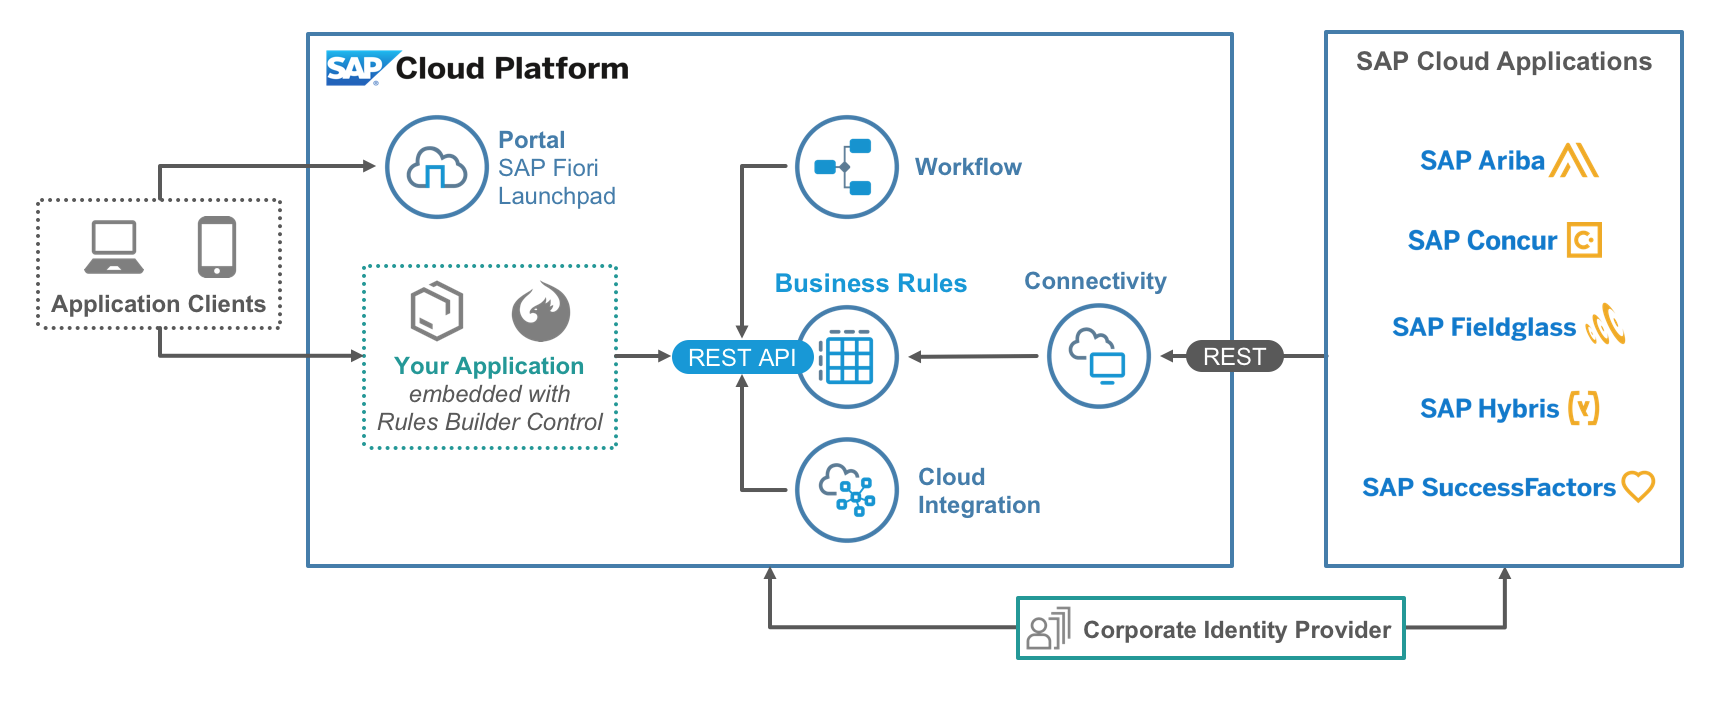 SAP Cloud Platform
Portal
SAP Fiori
Launchpad
Workflow
Application Clients
Your Application
embedded with
Rules Builder Control
REST API
Business Rules
Connectivity
REST
Cloud
Integration
SAP Cloud Applications
SAP Ariba
SAP Concur
SAP Fieldglass
SAP Hybris
SAP SuccessFactors
Corporate Identity Provider